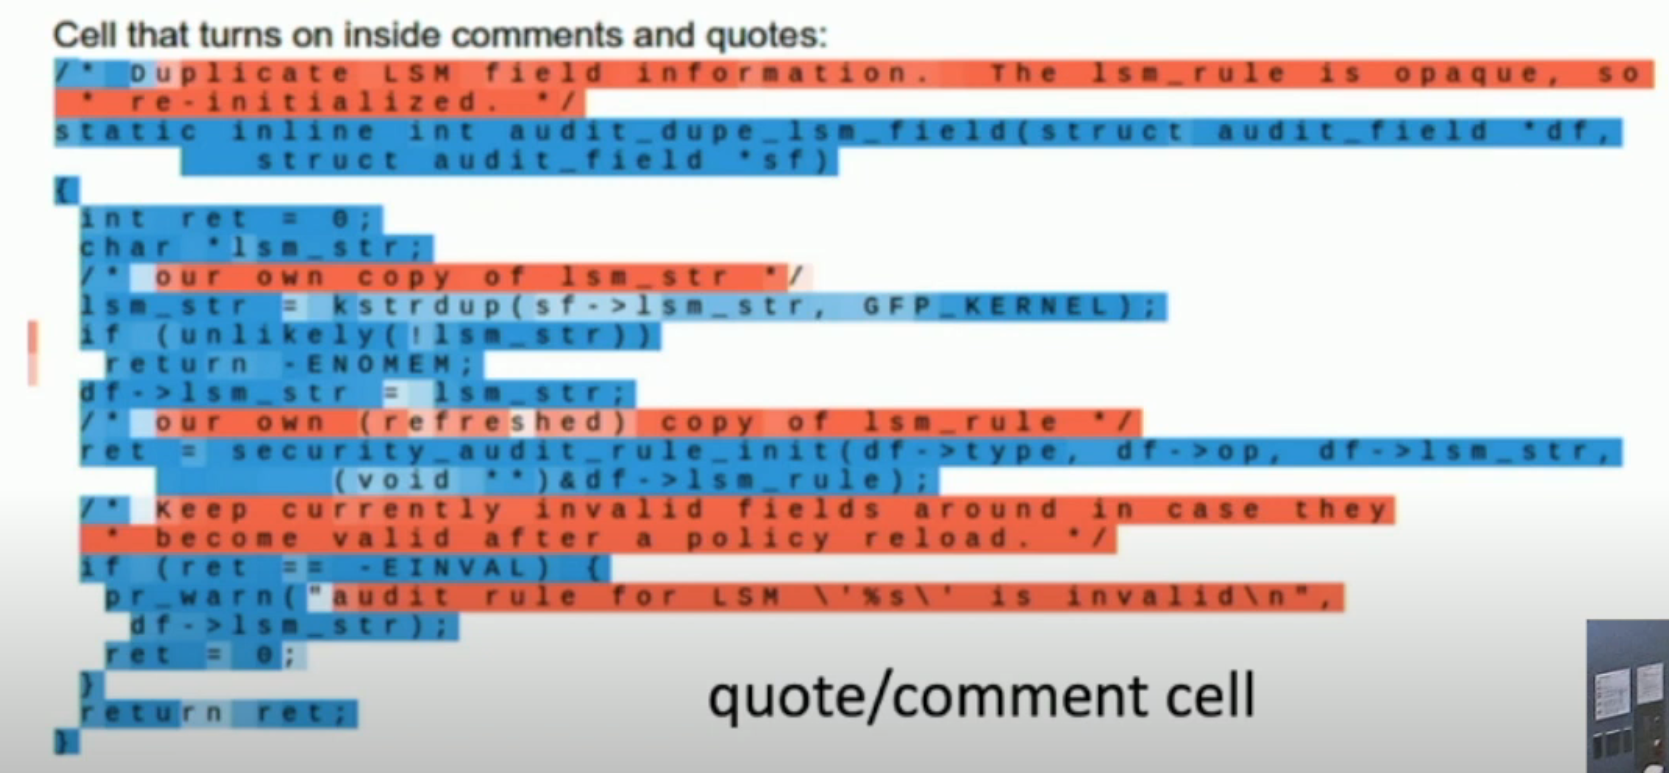 Cell that turns on inside comments and quotes:
/* Duplicate LSM field information. The lsm_rule is opaque, so
 * re-initialized. */
static inline int audit_dupe_lsm_field(struct audit_field *df,
        struct audit_field *sf)
{
 int ret = 0;
 char *lsm_str;
 /* our own copy of lsm_str */
 lsm_str = kstrdup(sf->lsm_str, GFP_KERNEL);
 if (unlikely(!lsm_str))
  return -ENOMEM;
 df->lsm_str = lsm_str;
 /* our own (refreshed) copy of lsm_rule */
 ret = security_audit_rule_init(df->type, df->op, df->lsm_str,
           (void **)&df->lsm_rule);
 /* Keep currently invalid fields around in case they
  * become valid after a policy reload. */
 if (ret == -EINVAL) {
  pr_warn("audit rule for LSM \'%s\' is invalid\n",
   df->lsm_str);
  ret = 0;
 }
 return ret;
}
quote/comment cell